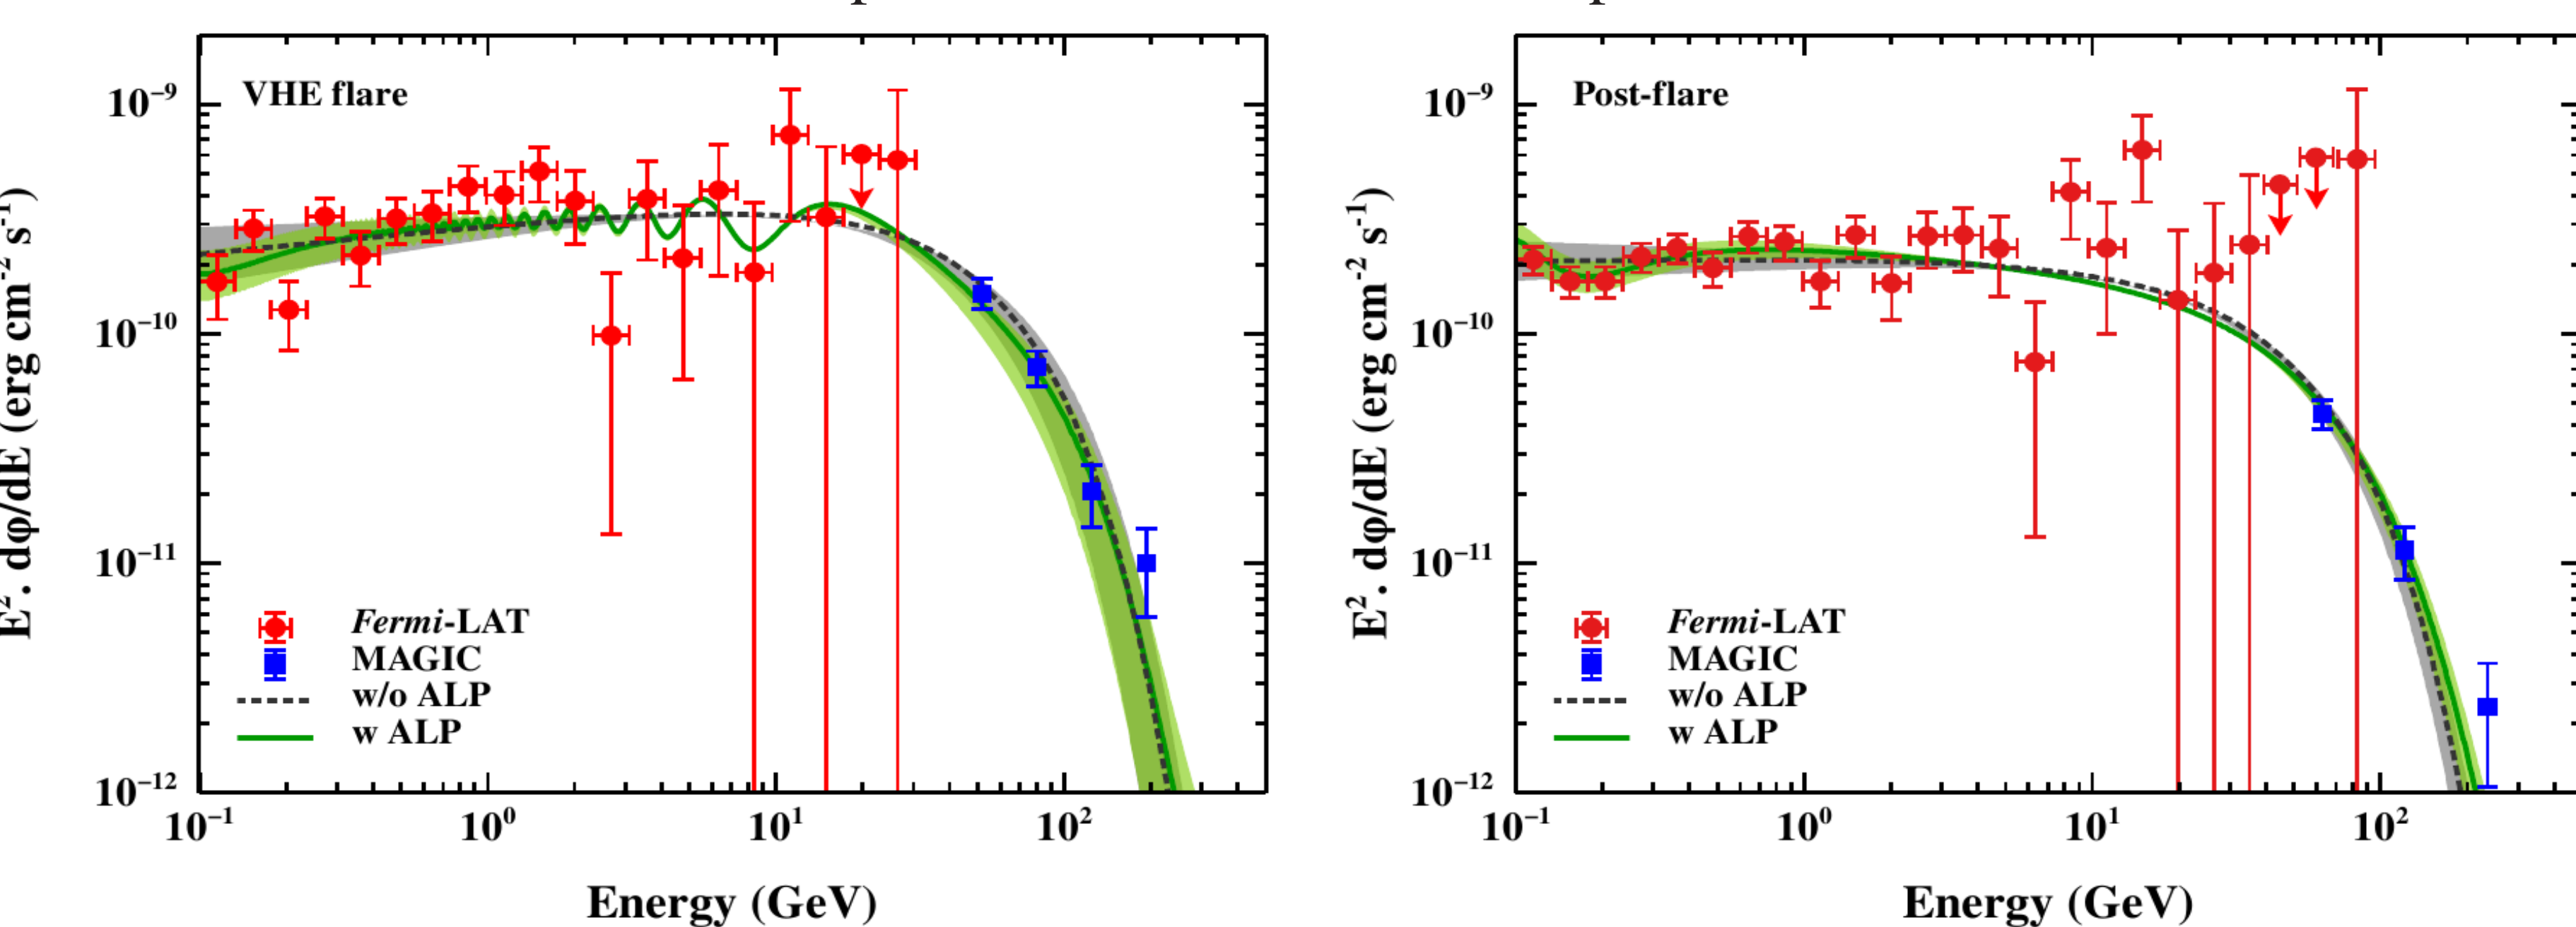 VHE flare
E². dφ/dE (erg cm⁻² s⁻¹)
10⁻⁹
10⁻¹⁰
10⁻¹¹
10⁻¹²
Fermi-LAT
MAGIC
w/o ALP
w ALP
10⁻¹ 10⁰ 10¹ 10²
Energy (GeV)
Post-flare
E². dφ/dE (erg cm⁻² s⁻¹)
10⁻⁹
10⁻¹⁰
10⁻¹¹
10⁻¹²
Fermi-LAT
MAGIC
w/o ALP
w ALP
10⁻¹ 10⁰ 10¹ 10²
Energy (GeV)